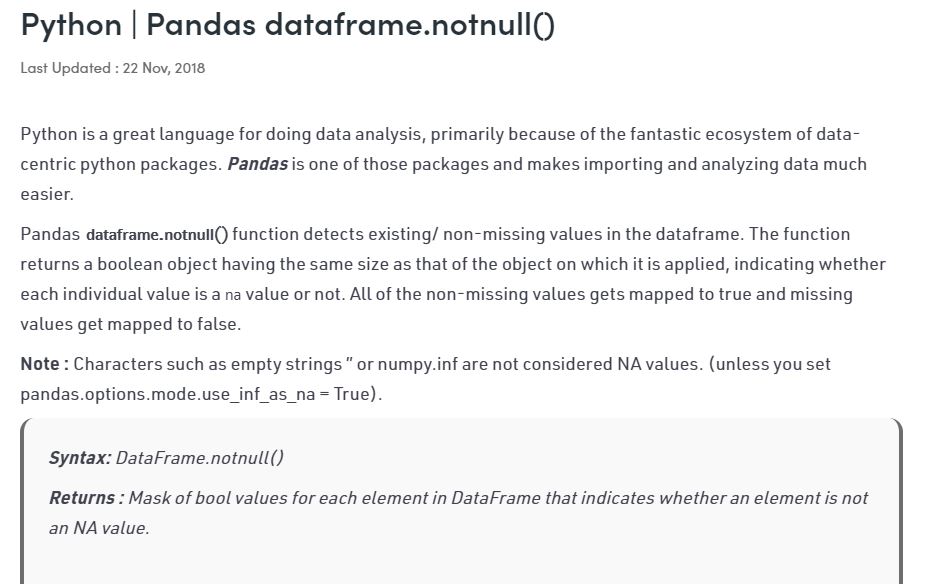 Python | Pandas dataframe.notnull()
Last Updated : 22 Nov, 2018
Python is a great language for doing data analysis, primarily because of the fantastic ecosystem of data-
centric python packages. Pandas is one of those packages and makes importing and analyzing data much
easier.
Pandas dataframe.notnull() function detects existing/ non-missing values in the dataframe. The function
returns a boolean object having the same size as that of the object on which it is applied, indicating whether
each individual value is a na value or not. All of the non-missing values gets mapped to true and missing
values get mapped to false.
Note : Characters such as empty strings ” or numpy.inf are not considered NA values. (unless you set
pandas.options.mode.use_inf_as_na = True).
Syntax: DataFrame.notnull()
Returns : Mask of bool values for each element in DataFrame that indicates whether an element is not
an NA value.